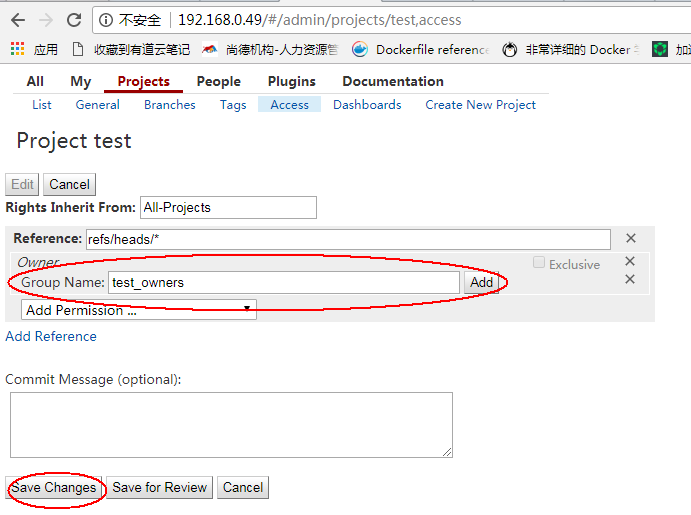 不安全 192.168.0.49/#/admin/projects/test,access
应用 收藏到有道云笔记 尚德机构-人力资源管 Dockerfile reference 非常详细的 Docker 加速
All My Projects People Plugins Documentation
List General Branches Tags Access Dashboards Create New Project
Project test
Edit Cancel
Rights Inherit From: All-Projects
Reference: refs/heads/*
Owner Exclusive
Group Name: test_owners Add
Add Permission ...
Add Reference
Commit Message (optional):
Save Changes Save for Review Cancel